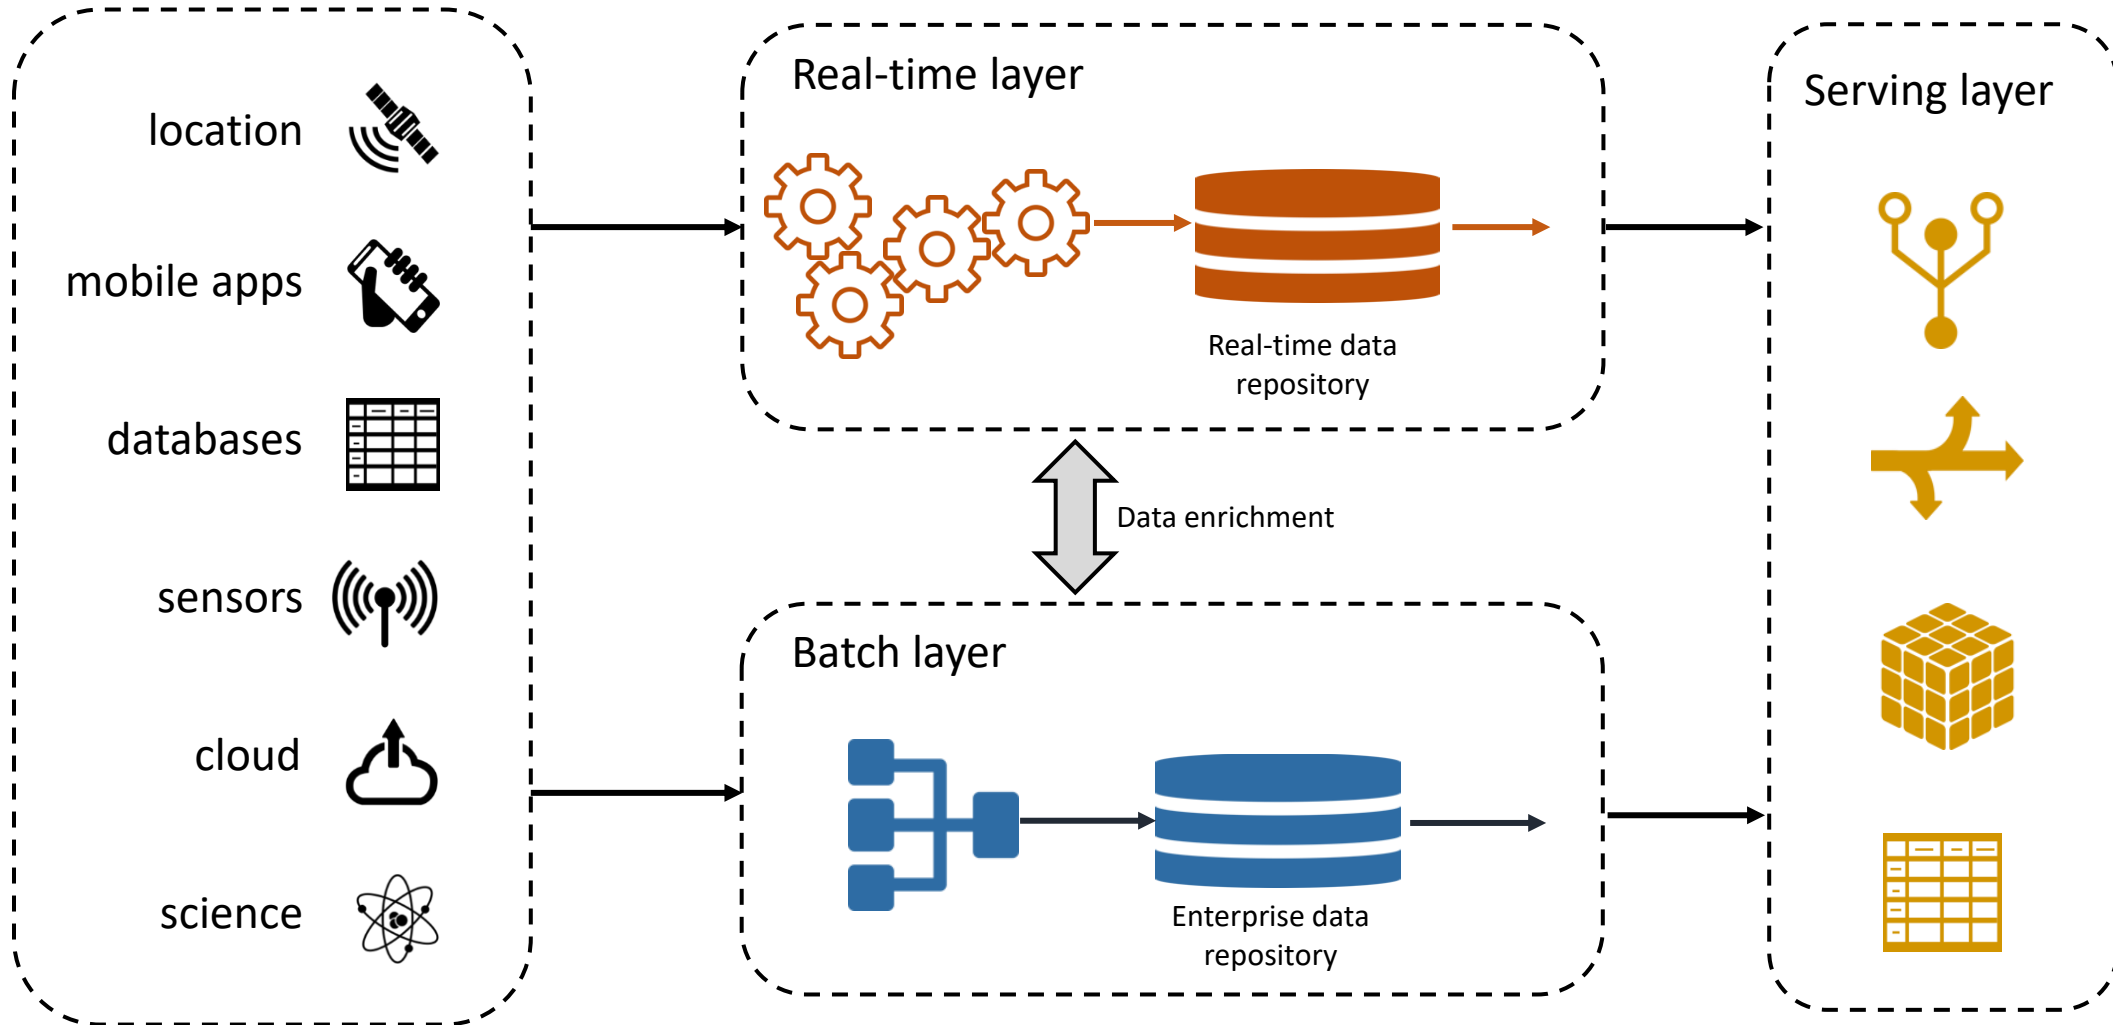 location
mobile apps
databases
sensors
cloud
science
Real-time layer
Real-time data
repository
Data enrichment
Batch layer
Enterprise data
repository
Serving layer